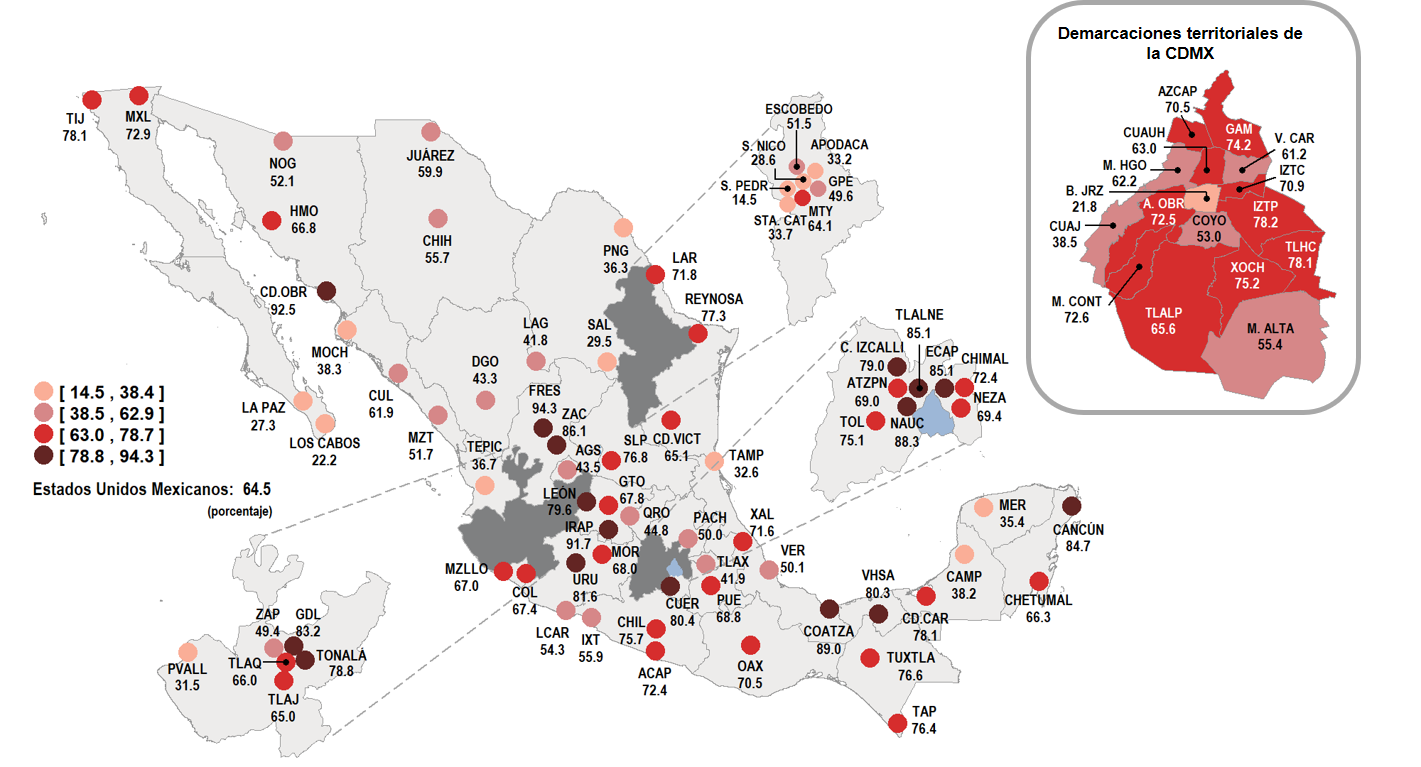 Demarcaciones territoriales de
la CDMX
AZCAP
70.5
CUAUH
63.0
GAM
74.2
V. CAR
61.2
M. HGO
62.2
IZTC
70.9
B. JRZ
21.8
A. OBR
72.5
IZTP
78.2
CUAJ
38.5
COYO
53.0
TLHC
78.1
XOCH
75.2
M. CONT
72.6
TLALP
65.6
M. ALTA
55.4
TIJ
78.1
MXL
72.9
NOG
52.1
JUÁREZ
59.9
HMO
66.8
CHIH
55.7
CD.OBR
92.5
ESCOBEDO
51.5
S. NICO
28.6
APODACA
33.2
S. PEDR
14.5
GPE
49.6
STA. CAT
33.7
MTY
64.1
PNG
36.3
LAR
71.8
REYNOSA
77.3
MOCH
38.3
LAG
41.8
SAL
29.5
DGO
43.3
CUL
61.9
LA PAZ
27.3
LOS CABOS
22.2
MZT
51.7
FRES
94.3
ZAC
86.1
TEPIC
36.7
AGS
43.5
SLP
76.8
CD.VICT
65.1
TAMP
32.6
[ 14.5 , 38.4 ]
[ 38.5 , 62.9 ]
[ 63.0 , 78.7 ]
[ 78.8 , 94.3 ]
Estados Unidos Mexicanos: 64.5
(porcentaje)
TLALNE
85.1
C. IZCALLI
79.0
ECAP
85.1
CHIMAL
72.4
ATZPN
69.0
NEZA
69.4
TOL
75.1
NAUC
88.3
LEÓN
79.6
GTO
67.8
IRAP
91.7
QRO
44.8
PACH
50.0
XAL
71.6
MOR
68.0
TLAX
41.9
VER
50.1
MZLLO
67.0
COL
67.4
URU
81.6
CUER
80.4
PUE
68.8
LCAR
54.3
IXT
55.9
CHIL
75.7
ACAP
72.4
OAX
70.5
COATZA
89.0
VHSA
80.3
CD.CAR
78.1
MER
35.4
CANCÚN
84.7
CAMP
38.2
CHETUMAL
66.3
TUXTLA
76.6
TAP
76.4
ZAP
49.4
GDL
83.2
PVALL
31.5
TLAQ
66.0
TONALÁ
78.8
TLAJ
65.0